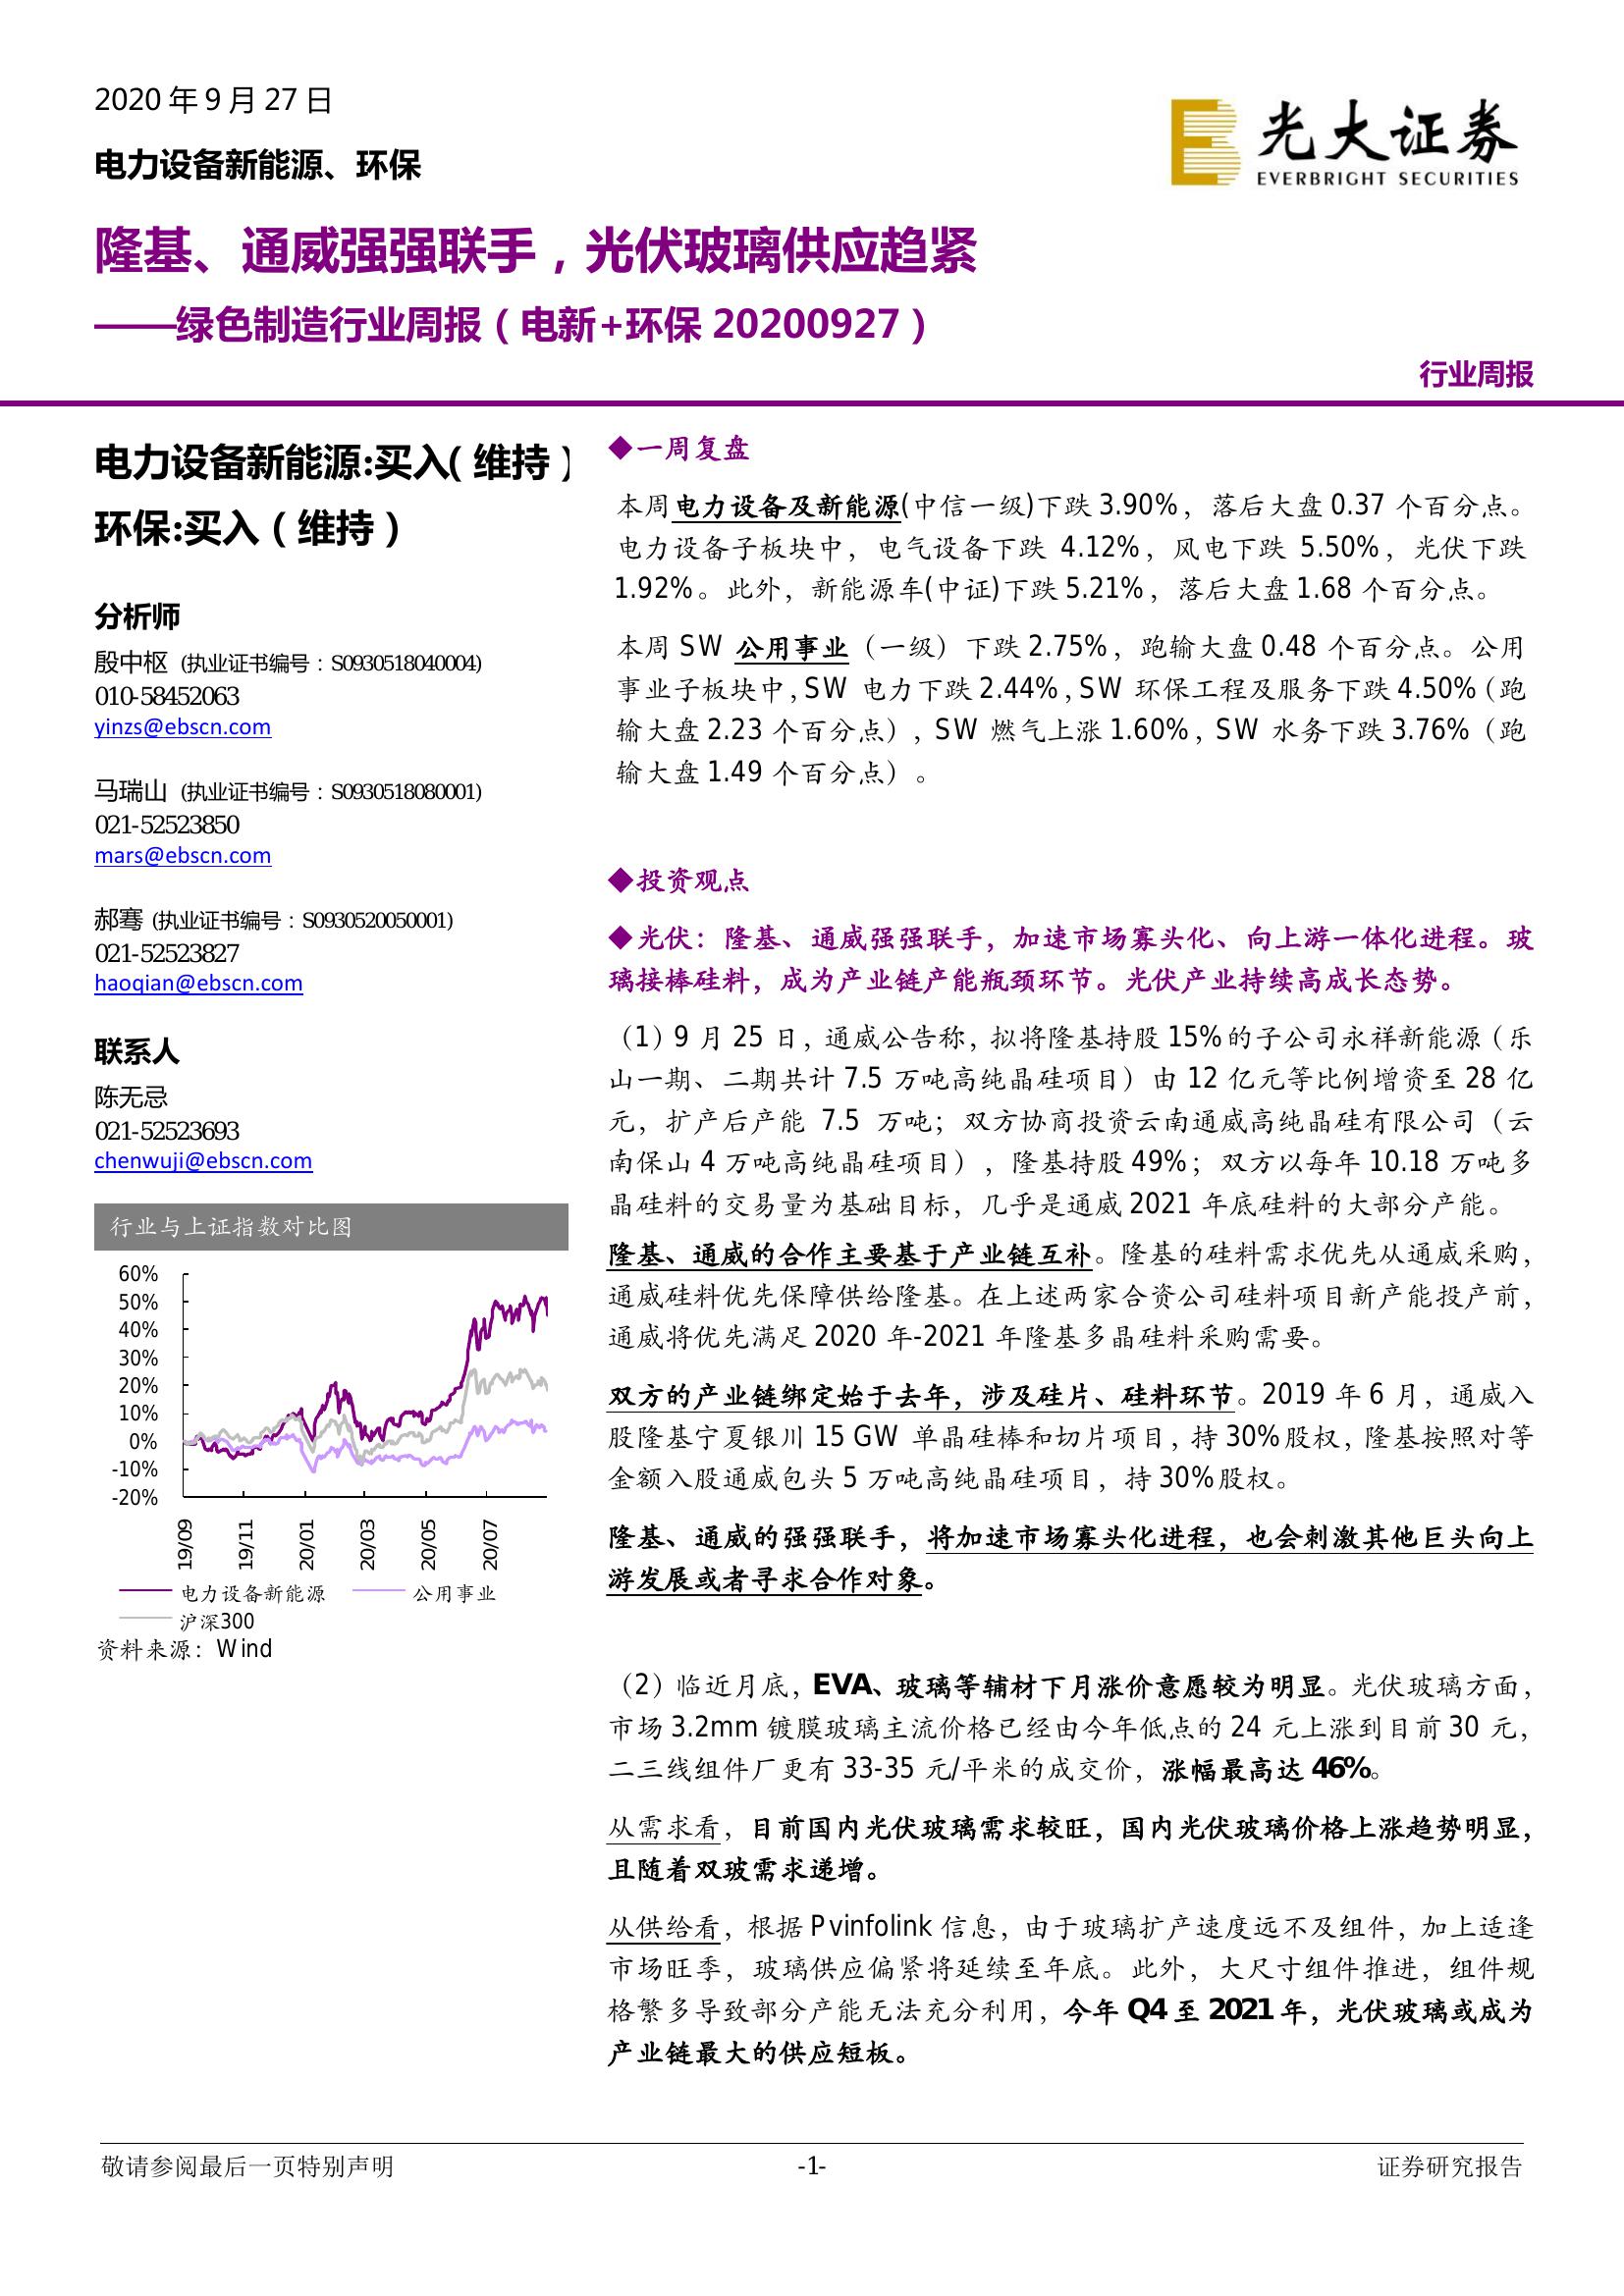 2020 年 9 月 27 日
电力设备新能源、环保
光大证券
EVERBRIGHT SECURITIES
隆基、通威强强联手，光伏玻璃供应趋紧
——绿色制造行业周报（电新+环保 20200927）
行业周报
电力设备新能源:买入(维持)
环保:买入（维持）
分析师
殷中枢 (执业证书编号：S0930518040004)
010-58452063
yinzs@ebscn.com
马瑞山 (执业证书编号：S0930518080001)
021-52523850
mars@ebscn.com
郝骞 (执业证书编号：S0930520050001)
021-52523827
haoqian@ebscn.com
联系人
陈无忌
021-52523693
chenwuji@ebscn.com
行业与上证指数对比图
60%
50%
40%
30%
20%
10%
0%
-10%
-20%
19/09 19/11 20/01 20/03 20/05 20/07
电力设备新能源 公用事业
沪深300
资料来源：Wind
◆一周复盘
本周电力设备及新能源(中信一级)下跌 3.90%，落后大盘 0.37 个百分点。
电力设备子板块中，电气设备下跌 4.12%，风电下跌 5.50%，光伏下跌
1.92%。此外，新能源车(中证)下跌 5.21%，落后大盘 1.68 个百分点。
本周 SW 公用事业（一级）下跌 2.75%，跑输大盘 0.48 个百分点。公用
事业子板块中，SW 电力下跌 2.44%，SW 环保工程及服务下跌 4.50%（跑
输大盘 2.23 个百分点），SW 燃气上涨 1.60%，SW 水务下跌 3.76%（跑
输大盘 1.49 个百分点）。
◆投资观点
◆光伏：隆基、通威强强联手，加速市场寡头化、向上游一体化进程。玻
璃接棒硅料，成为产业链产能瓶颈环节。光伏产业持续高成长态势。
（1）9 月 25 日，通威公告称，拟将隆基持股 15%的子公司永祥新能源（乐
山一期、二期共计 7.5 万吨高纯晶硅项目）由 12 亿元等比例增资至 28 亿
元，扩产后产能 7.5 万吨；双方协商投资云南通威高纯晶硅有限公司（云
南保山 4 万吨高纯晶硅项目），隆基持股 49%；双方以每年 10.18 万吨多
晶硅料的交易量为基础目标，几乎是通威 2021 年底硅料的大部分产能。
隆基、通威的合作主要基于产业链互补。隆基的硅料需求优先从通威采购，
通威硅料优先保障供给隆基。在上述两家合资公司硅料项目新产能投产前，
通威将优先满足 2020 年-2021 年隆基多晶硅料采购需要。
双方的产业链绑定始于去年，涉及硅片、硅料环节。2019 年 6 月，通威入
股隆基宁夏银川 15 GW 单晶硅棒和切片项目，持 30%股权，隆基按照对等
金额入股通威包头 5 万吨高纯晶硅项目，持 30%股权。
隆基、通威的强强联手，将加速市场寡头化进程，也会刺激其他巨头向上
游发展或者寻求合作对象。
（2）临近月底，EVA、玻璃等辅材下月涨价意愿较为明显。光伏玻璃方面，
市场 3.2mm 镀膜玻璃主流价格已经由今年低点的 24 元上涨到目前 30 元，
二三线组件厂更有 33-35 元/平米的成交价，涨幅最高达 46%。
从需求看，目前国内光伏玻璃需求较旺，国内光伏玻璃价格上涨趋势明显，
且随着双玻需求递增。
从供给看，根据 Pvinfolink 信息，由于玻璃扩产速度远不及组件，加上适逢
市场旺季，玻璃供应偏紧将延续至年底。此外，大尺寸组件推进，组件规
格繁多导致部分产能无法充分利用，今年 Q4 至 2021 年，光伏玻璃或成为
产业链最大的供应短板。
敬请参阅最后一页特别声明
-1-
证券研究报告